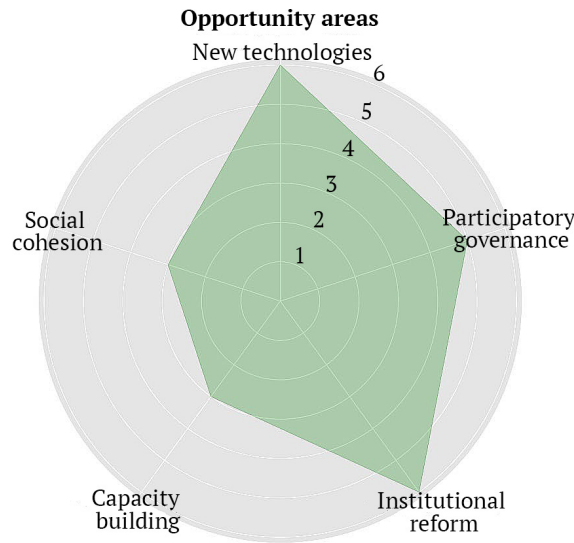 Opportunity areas
New technologies
6
5
4
3
2
1
Social
cohesion
Participatory
governance
Capacity
building
Institutional
reform